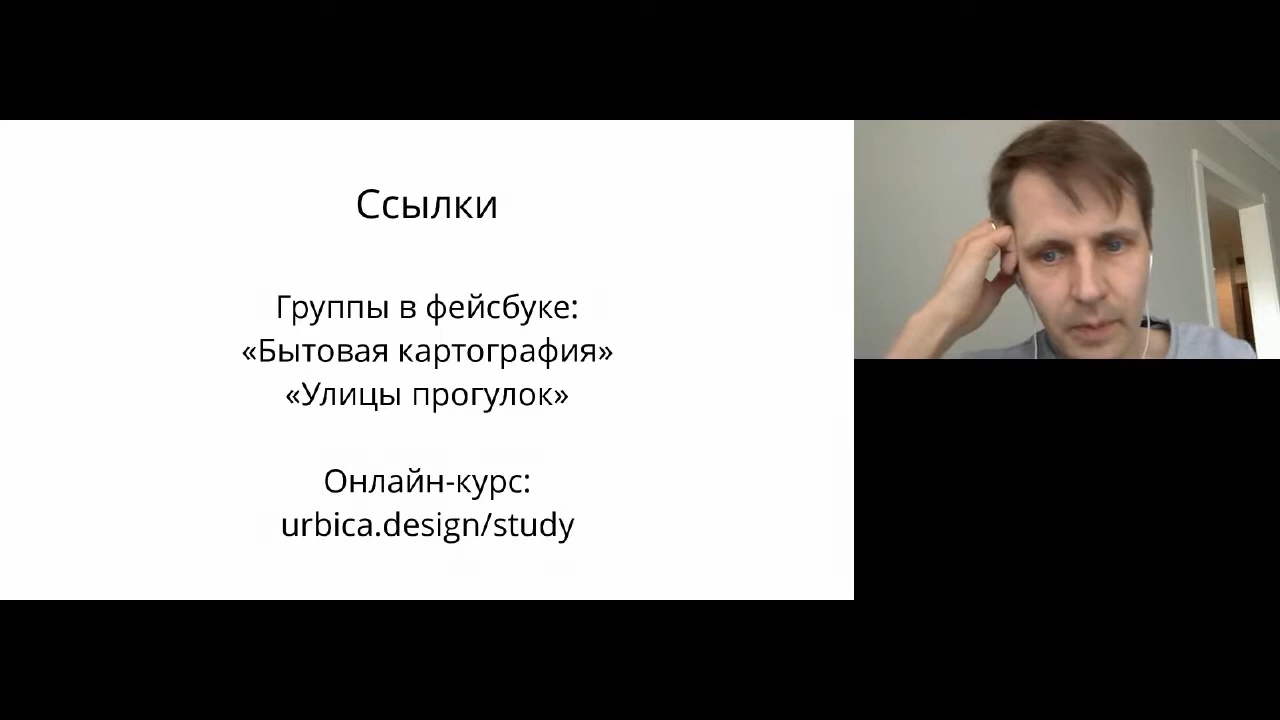 Ссылки
Группы в фейсбуке:
«Бытовая картография»
«Улицы прогулок»
Онлайн-курс:
urbica.design/study